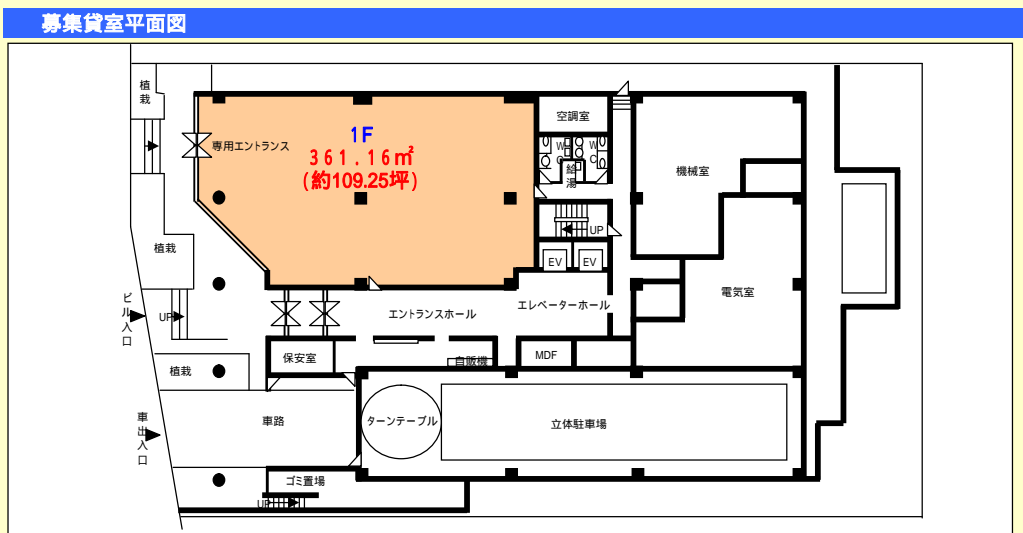 募集貸室平面図
植栽
専用エントランス
1F
361.16㎡
(約109.25坪)
空調室
WC
WC
給湯
機械室
UP
植栽
EV
EV
電気室
ビル入口
UP
エントランスホール
エレベーターホール
保安室
自販機
MDF
植栽
車出入口
車路
ターンテーブル
立体駐車場
ゴミ置場
UP